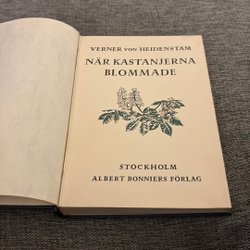 VERNER VON HEIDENSTAM
NÄR KASTANJERNA
BLOMMADE
STOCKHOLM
ALBERT BONNIERS FÖRLAG